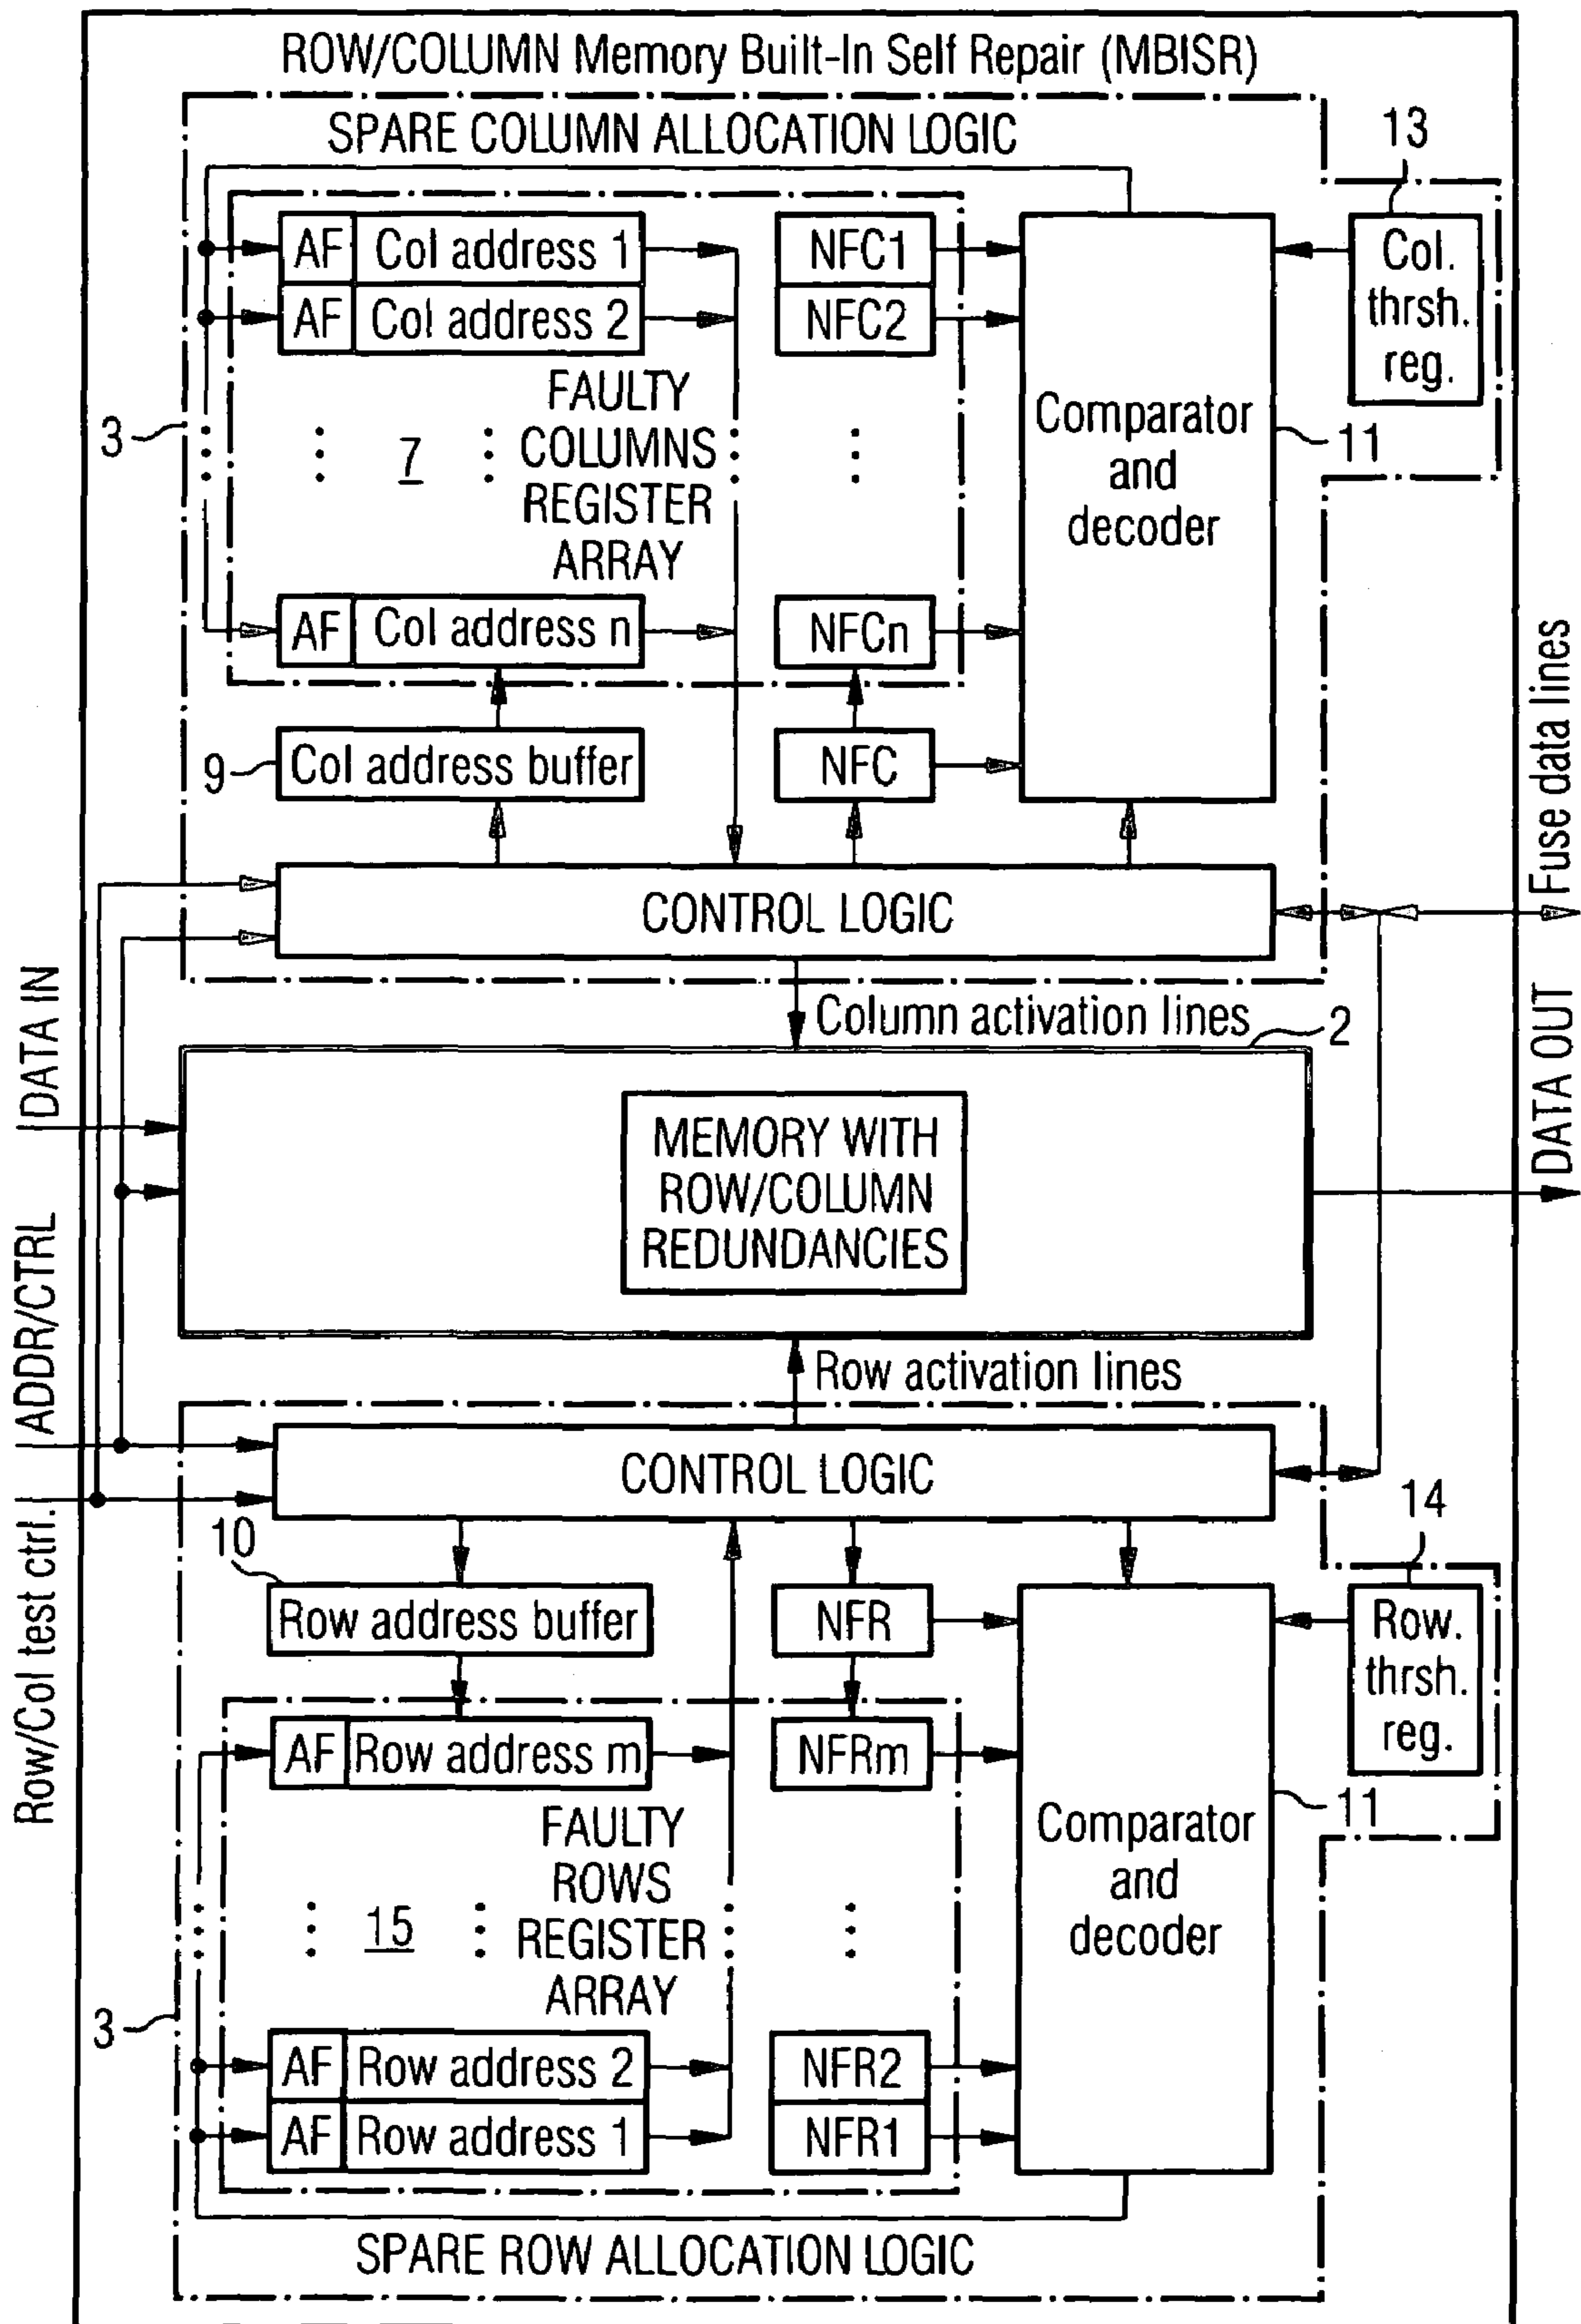 ROW/COLUMN Memory Built-In Self Repair (MBISR)
SPARE COLUMN ALLOCATION LOGIC
13
AF Col address 1
NFC1
Col.
thrsh.
reg.
AF Col address 2
NFC2
3
7
FAULTY
COLUMNS
REGISTER
ARRAY
Comparator
and
decoder
11
AF Col address n
NFCn
9
Col address buffer
NFC
Fuse data lines
CONTROL LOGIC
DATA IN
Column activation lines
2
DATA OUT
MEMORY WITH
ROW/COLUMN
REDUNDANCIES
ADDR/CTRL
Row activation lines
CONTROL LOGIC
Row/Col test ctrl.
10
14
Row address buffer
NFR
Row.
thrsh.
reg.
AF Row address m
NFRm
11
FAULTY
ROWS
REGISTER
ARRAY
15
Comparator
and
decoder
3
AF Row address 2
NFR2
AF Row address 1
NFR1
SPARE ROW ALLOCATION LOGIC